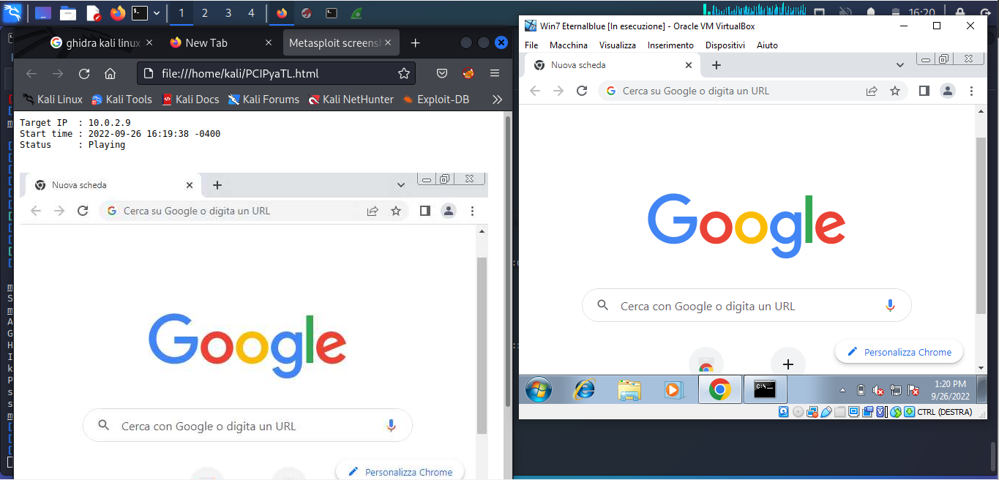 1 2 3 4
16:20
ghidra kali linux
New Tab
Metasploit screens
file:///home/kali/PCIPyaTL.html
Kali Linux Kali Tools Kali Docs Kali Forums Kali NetHunter Exploit-DB
Target IP : 10.0.2.9
Start time : 2022-09-26 16:19:38 -0400
Status : Playing
Nuova scheda
Cerca su Google o digita un URL
Google
Cerca con Google o digita un URL
Personalizza Chrome
Win7 Eternalblue [In esecuzione] - Oracle VM VirtualBox
File Macchina Visualizza Inserimento Dispositivi Aiuto
Nuova scheda
Cerca su Google o digita un URL
Google
Cerca con Google o digita un URL
Personalizza Chrome
1:20 PM
9/26/2022
CTRL (DESTRA)